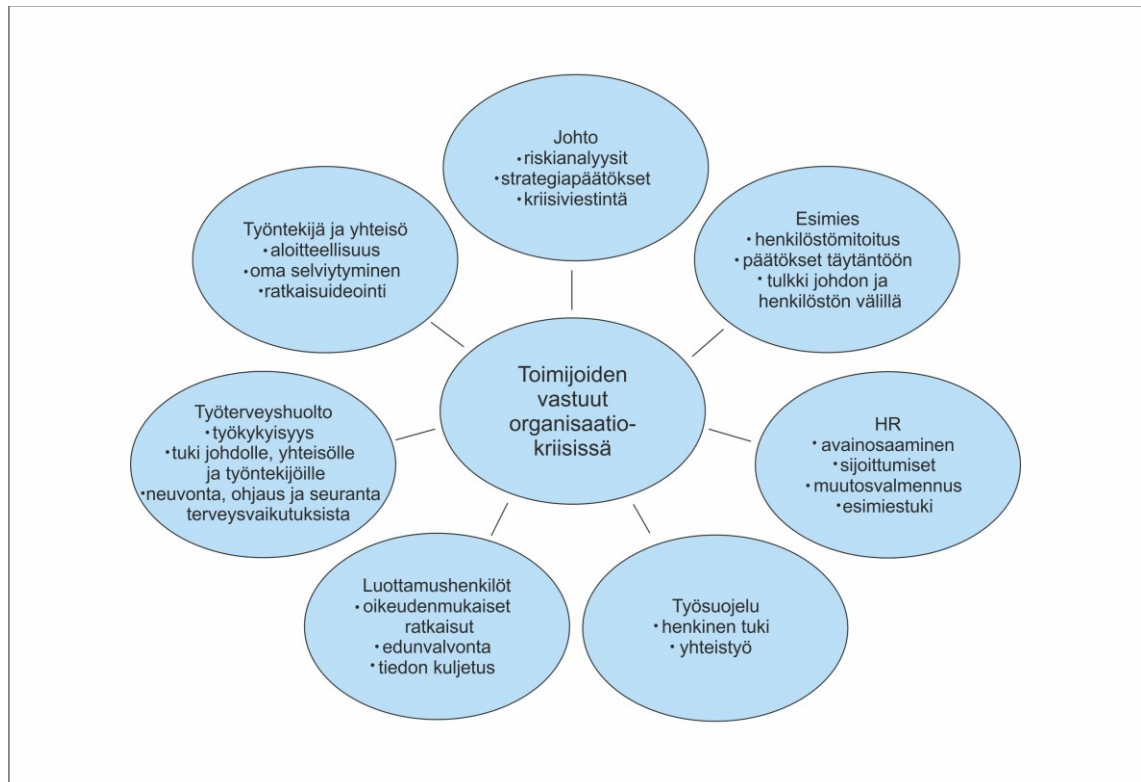 Johto
• riskianalyysit
• strategiapäätökset
• kriisiviestintä
Esimies
• henkilöstömitoitus
• päätökset täytäntöön
• tulkki johdon ja
henkilöstön välillä
HR
• avainosaaminen
• sijoittumiset
• muutosvalmennus
• esimiestuki
Työsuojelu
• henkinen tuki
• yhteistyö
Luottamushenkilöt
• oikeudenmukaiset
ratkaisut
• edunvalvonta
• tiedon kuljetus
Työterveyshuolto
• työkykyisyys
• tuki johdolle, yhteisölle
ja työntekijöille
• neuvonta, ohjaus ja seuranta
terveysvaikutuksista
Työntekijä ja yhteisö
• aloitteellisuus
• oma selviytyminen
• ratkaisuideointi
Toimijoiden
vastuut
organisaatio-
kriisissä